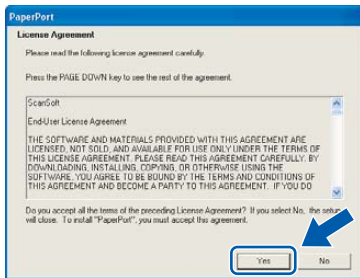 PaperPort
License Agreement
Please read the following license agreement carefully.
Press the PAGE DOWN key to see the rest of the agreement.
ScanSoft
End-User License Agreement
THE SOFTWARE AND MATERIALS PROVIDED WITH THIS AGREEMENT ARE
LICENSED, NOT SOLD, AND AVAILABLE FOR USE ONLY UNDER THE TERMS OF
THIS LICENSE AGREEMENT. PLEASE READ THIS AGREEMENT CAREFULLY. BY
DOWNLOADING, INSTALLING, COPYING, OR OTHERWISE USING THE
SOFTWARE, YOU AGREE TO BE BOUND BY THE TERMS AND CONDITIONS OF
THIS AGREEMENT AND BECOME A PARTY TO THIS AGREEMENT. IF YOU DO
Do you accept all the terms of the preceding License Agreement? If you select No, the setup
will close. To install "PaperPort", you must accept this agreement.
Yes
No